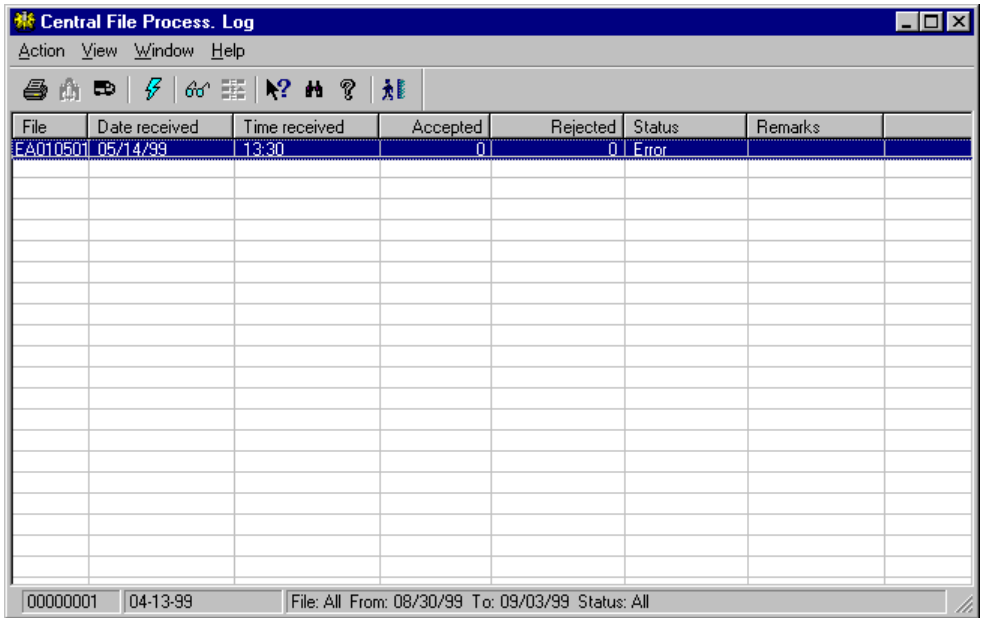 Central File Process. Log
Action View Window Help
File Date received Time received Accepted Rejected Status Remarks
EA010501 05/14/99 13:30 0 0 Error
00000001 04-13-99 File: All From: 08/30/99 To: 09/03/99 Status: All